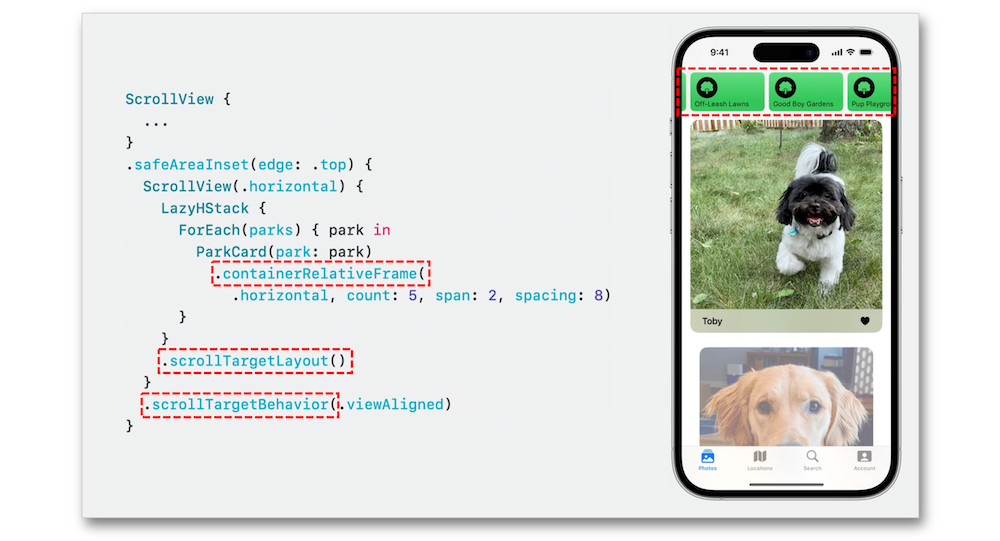 ScrollView {
...
}
.safeAreaInset(edge: .top) {
ScrollView(.horizontal) {
LazyHStack {
ForEach(parks) { park in
ParkCard(park: park)
.containerRelativeFrame(
.horizontal, count: 5, span: 2, spacing: 8)
}
}
.scrollTargetLayout()
}
.scrollTargetBehavior(.viewAligned)
}
9:41
Off-Leash Lawns
Good Boy Gardens
Pup Playgro
Toby
Photos
Locations
Search
Account